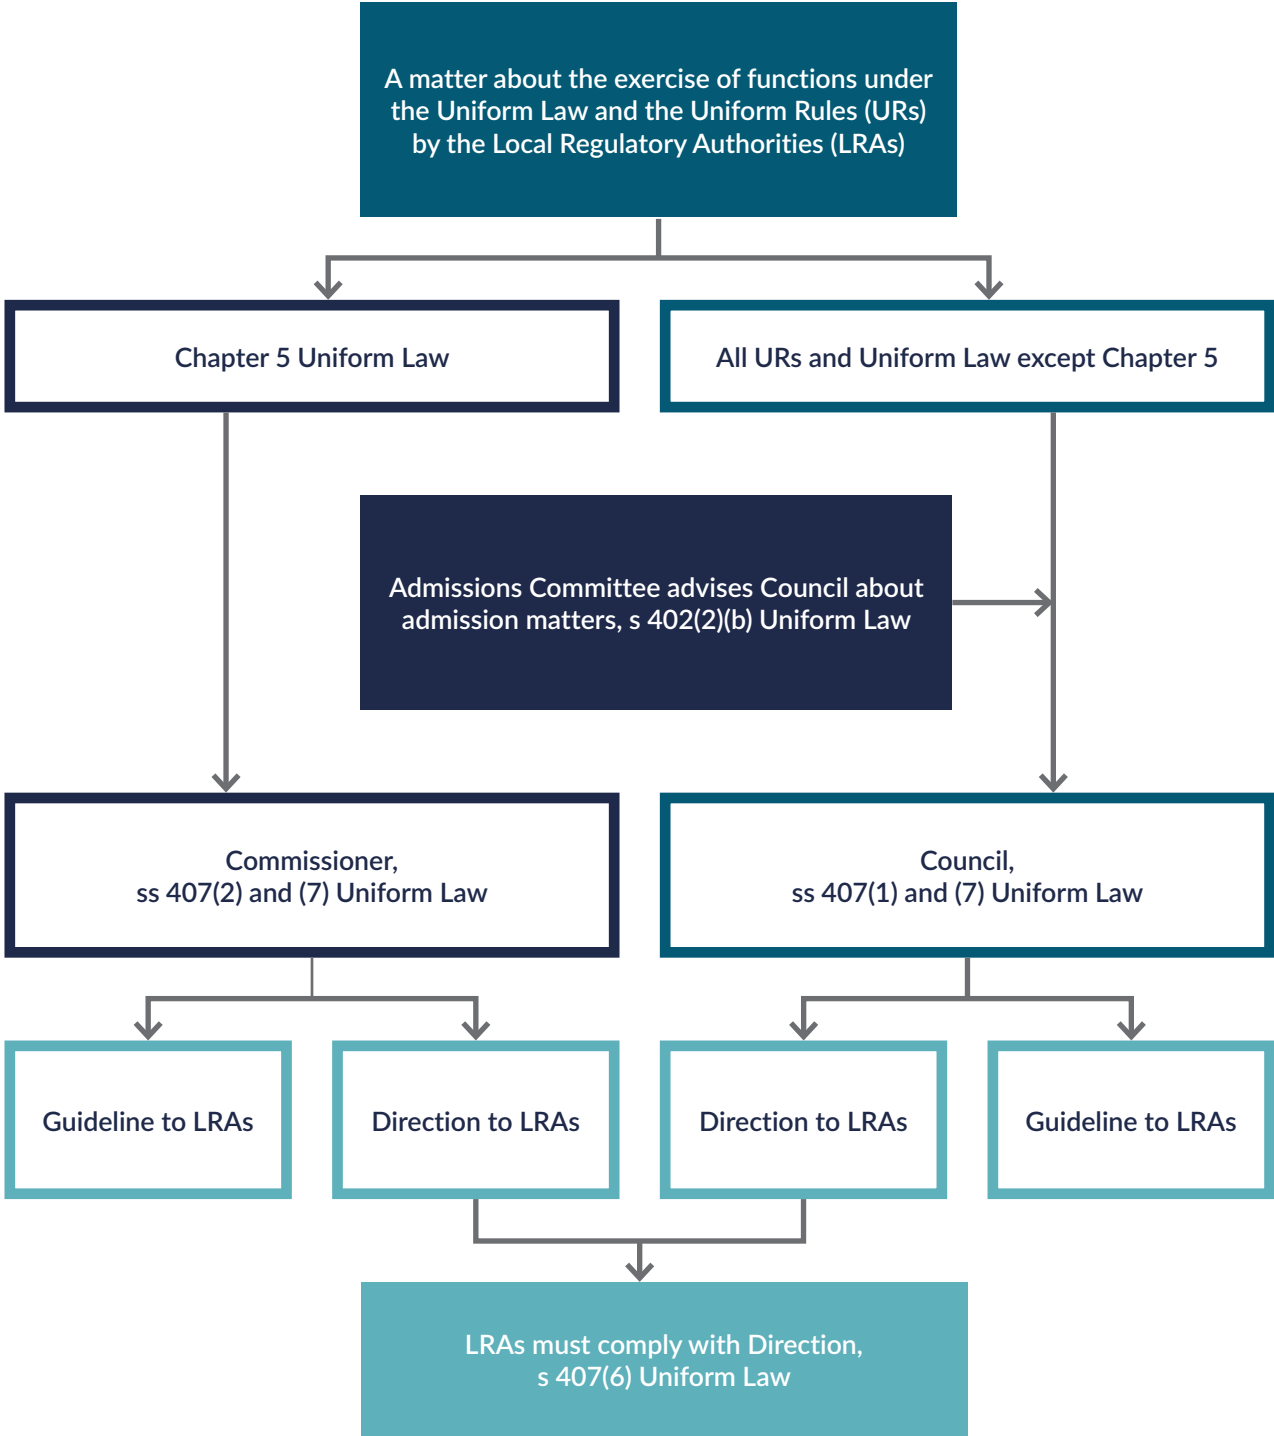 A matter about the exercise of functions under
the Uniform Law and the Uniform Rules (URs)
by the Local Regulatory Authorities (LRAs)
Chapter 5 Uniform Law
All URs and Uniform Law except Chapter 5
Admissions Committee advises Council about
admission matters, s 402(2)(b) Uniform Law
Commissioner,
ss 407(2) and (7) Uniform Law
Council,
ss 407(1) and (7) Uniform Law
Guideline to LRAs
Direction to LRAs
Direction to LRAs
Guideline to LRAs
LRAs must comply with Direction,
s 407(6) Uniform Law